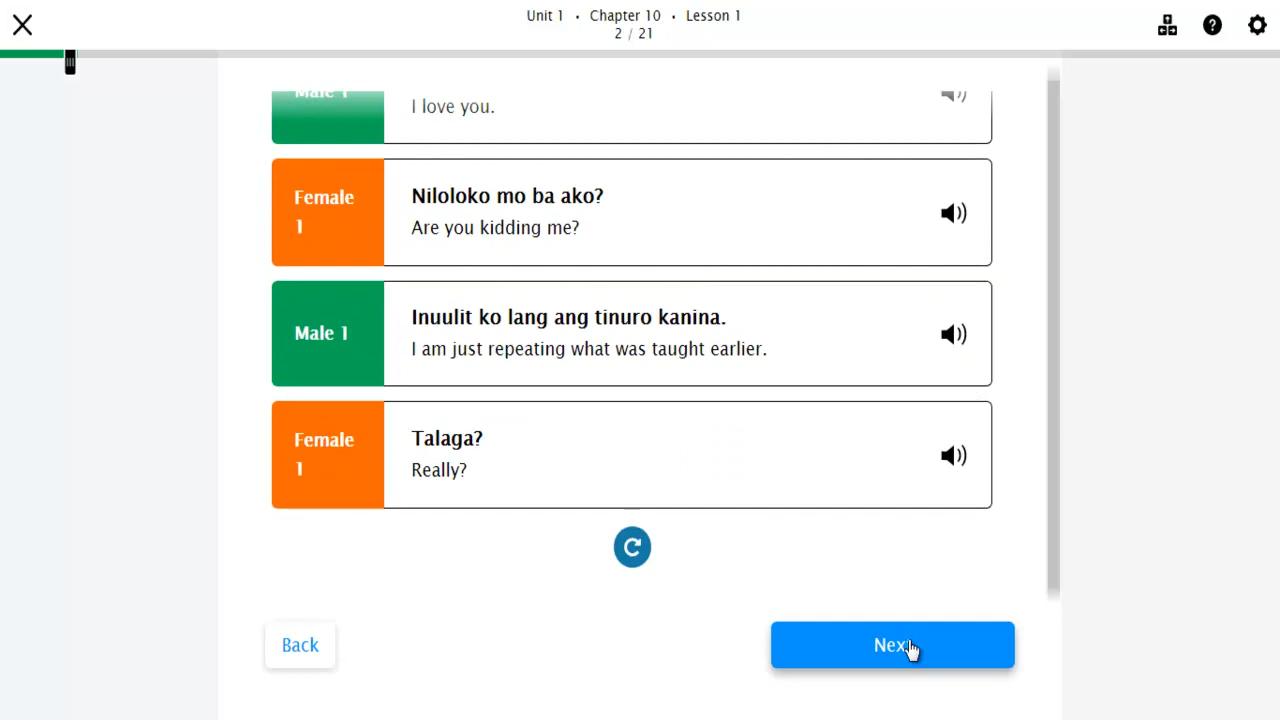 Unit 1 • Chapter 10 • Lesson 1
2 / 21
Male 1
I love you.
Female
1
Niloloko mo ba ako?
Are you kidding me?
Male 1
Inuulit ko lang ang tinuro kanina.
I am just repeating what was taught earlier.
Female
1
Talaga?
Really?
Back
Next